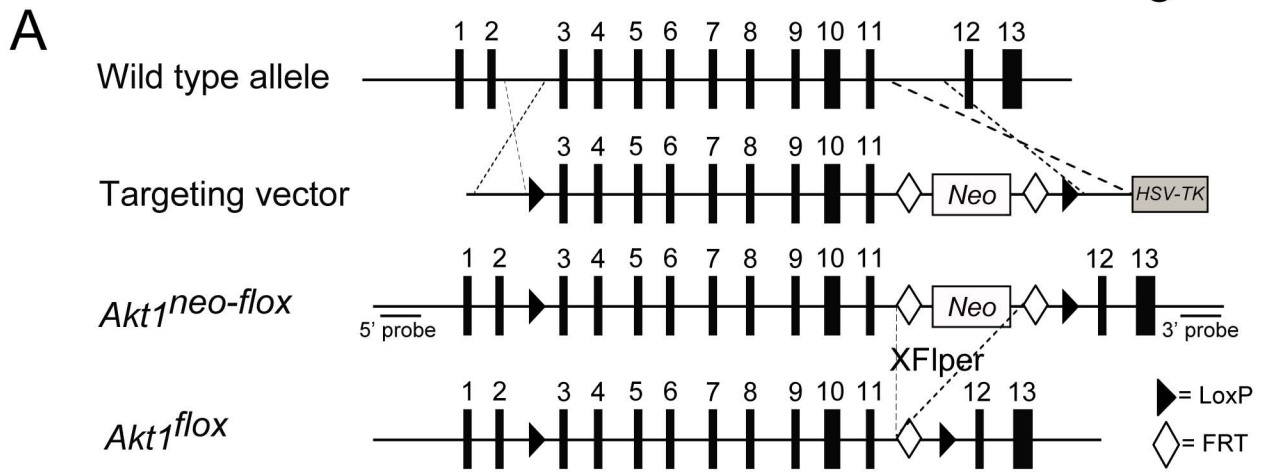 A
1 2 3 4 5 6 7 8 9 10 11 12 13
Wild type allele
3 4 5 6 7 8 9 10 11
Targeting vector
Neo
HSV-TK
1 2 3 4 5 6 7 8 9 10 11 12 13
Akt1neo-flox
Neo
5' probe
3' probe
XFlper
1 2 3 4 5 6 7 8 9 10 11 12 13
Akt1flox
= LoxP
= FRT